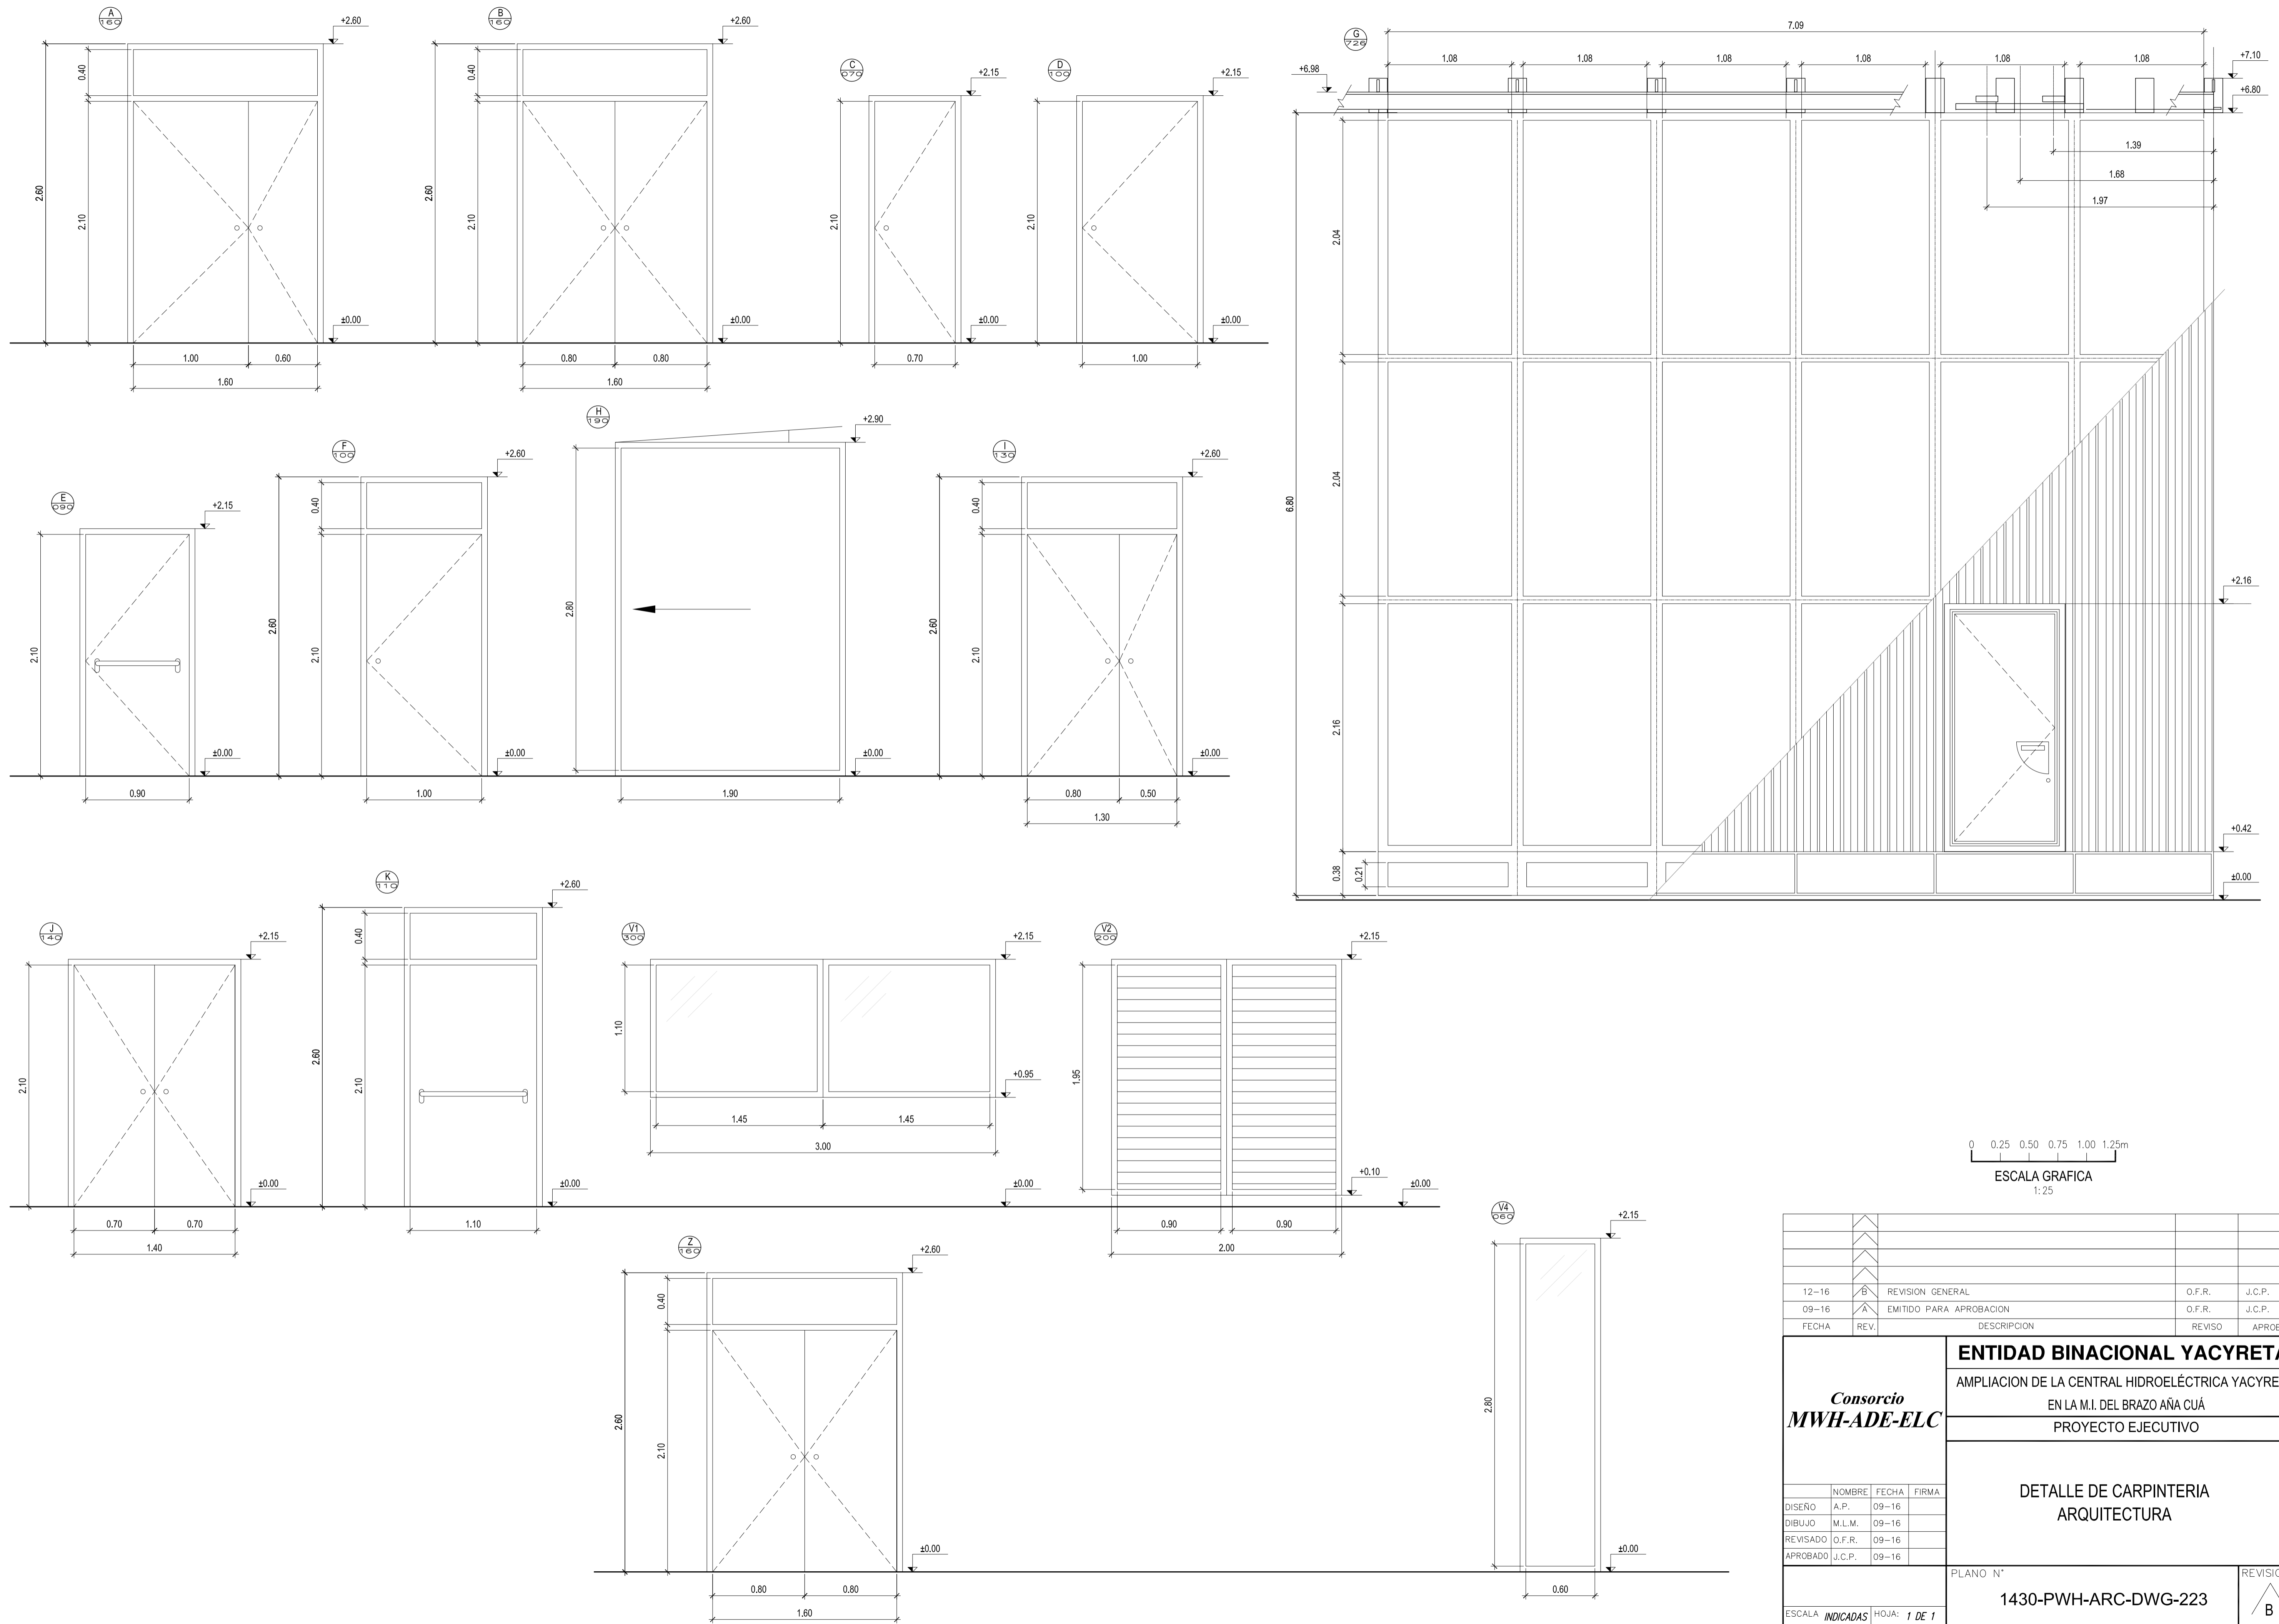 A
160
+2.60
0.40
2.60
2.10
±0.00
1.00 0.60
1.60
B
160
+2.60
0.40
2.60
2.10
±0.00
0.80 0.80
1.60
C
070
+2.15
2.10
±0.00
0.70
D
100
+2.15
2.10
±0.00
1.00
G
726
7.09
1.08 1.08 1.08 1.08 1.08 1.08
+6.98
+7.10
+6.80
1.39
1.68
1.97
2.04
2.04
6.80
2.16
0.38
0.21
+2.16
+0.42
±0.00
E
090
+2.15
2.10
±0.00
0.90
F
100
+2.60
0.40
2.60
2.10
±0.00
1.00
H
190
+2.90
2.80
±0.00
1.90
I
130
+2.60
0.40
2.60
2.10
±0.00
0.80 0.50
1.30
J
140
+2.15
2.10
±0.00
0.70 0.70
1.40
K
110
+2.60
0.40
2.60
2.10
±0.00
1.10
V1
300
+2.15
1.10
+0.95
1.45 1.45
3.00
±0.00
V2
200
+2.15
1.95
+0.10
±0.00
0.90 0.90
2.00
Z
160
+2.60
0.40
2.60
2.10
±0.00
0.80 0.80
1.60
V4
060
+2.15
2.80
±0.00
0.60
0 0.25 0.50 0.75 1.00 1.25m
ESCALA GRAFICA
1:25
12-16 B REVISION GENERAL O.F.R. J.C.P.
09-16 A EMITIDO PARA APROBACION O.F.R. J.C.P.
FECHA REV. DESCRIPCION REVISO APROB
Consorcio
MWH-ADE-ELC
ENTIDAD BINACIONAL YACYRETA
AMPLIACION DE LA CENTRAL HIDROELÉCTRICA YACYRE
EN LA M.I. DEL BRAZO AÑA CUÁ
PROYECTO EJECUTIVO
DETALLE DE CARPINTERIA
ARQUITECTURA
NOMBRE FECHA FIRMA
DISEÑO A.P. 09-16
DIBUJO M.L.M. 09-16
REVISADO O.F.R. 09-16
APROBADO J.C.P. 09-16
ESCALA INDICADAS HOJA: 1 DE 1
PLANO N°
1430-PWH-ARC-DWG-223
REVISIO
B